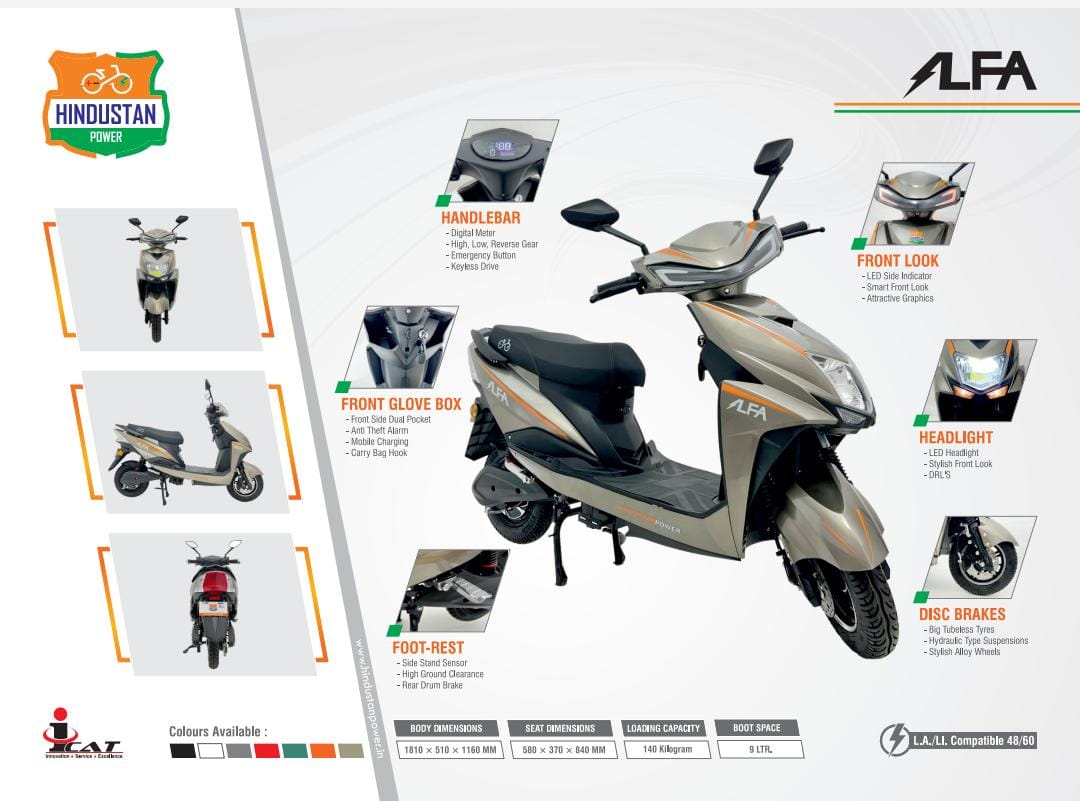 HINDUSTAN
POWER
ALFA
HANDLEBAR
- Digital Meter
- High, Low, Reverse Gear
- Emergency Button
- Keyless Drive
FRONT LOOK
- LED Side Indicator
- Smart Front Look
- Attractive Graphics
FRONT GLOVE BOX
- Front Side Dual Pocket
- Anti Theft Alarm
- Mobile Charging
- Carry Bag Hook
ALFA
ALFA
POWER
HEADLIGHT
- LED Headlight
- Stylish Front Look
- DRL'S
DISC BRAKES
- Big Tubeless Tyres
- Hydraulic Type Suspensions
- Stylish Alloy Wheels
FOOT-REST
- Side Stand Sensor
- High Ground Clearance
- Rear Drum Brake
www.hindustanpower.in
iCAT
Innovation • Service • Excellence
Colours Available :
BODY DIMENSIONS
1810 × 510 × 1160 MM
SEAT DIMENSIONS
580 × 370 × 840 MM
LOADING CAPACITY
140 Kilogram
BOOT SPACE
9 LTR.
L.A./LI. Compatible 48/60